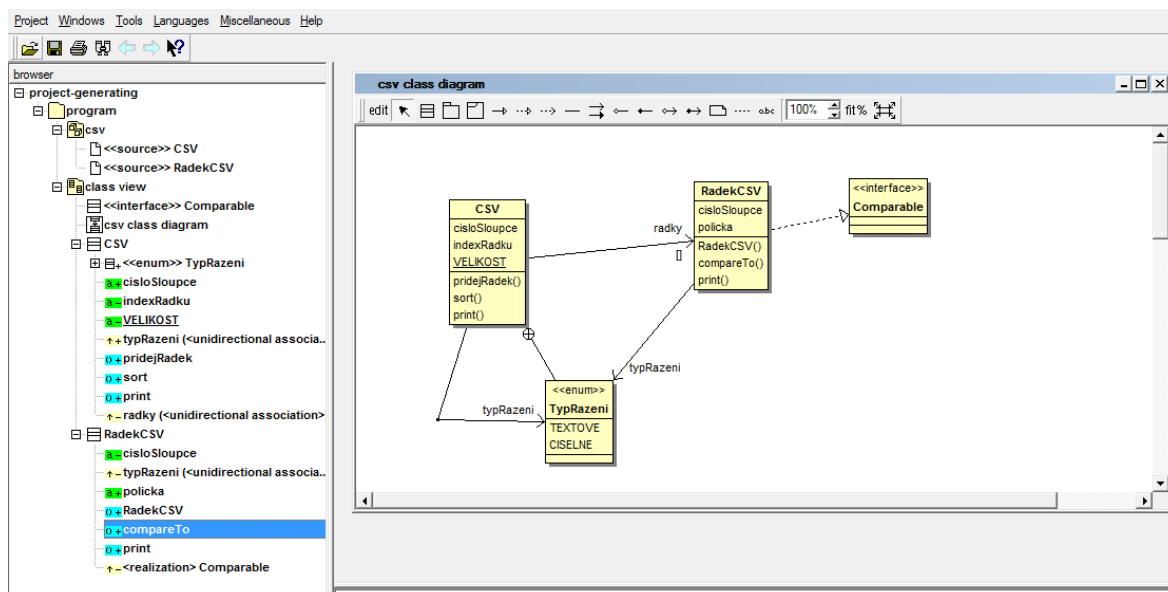 Project Windows Tools Languages Miscellaneous Help
browser
project-generating
program
csv
<<source>> CSV
<<source>> RadekCSV
class view
<<interface>> Comparable
csv class diagram
CSV
<<enum>> TypRazeni
cisloSloupce
indexRadku
VELIKOST
typRazeni (<unidirectional associa..
pridejRadek
sort
print
radky (<unidirectional association>
RadekCSV
cisloSloupce
typRazeni (<unidirectional associa..
policka
RadekCSV
compareTo
print
<realization> Comparable
csv class diagram
edit abc 100% fit%
CSV
cisloSloupce
indexRadku
VELIKOST
pridejRadek()
sort()
print()
radky
[]
RadekCSV
cisloSloupce
policka
RadekCSV()
compareTo()
print()
<<interface>>
Comparable
typRazeni
typRazeni
<<enum>>
TypRazeni
TEXTOVE
CISELNE